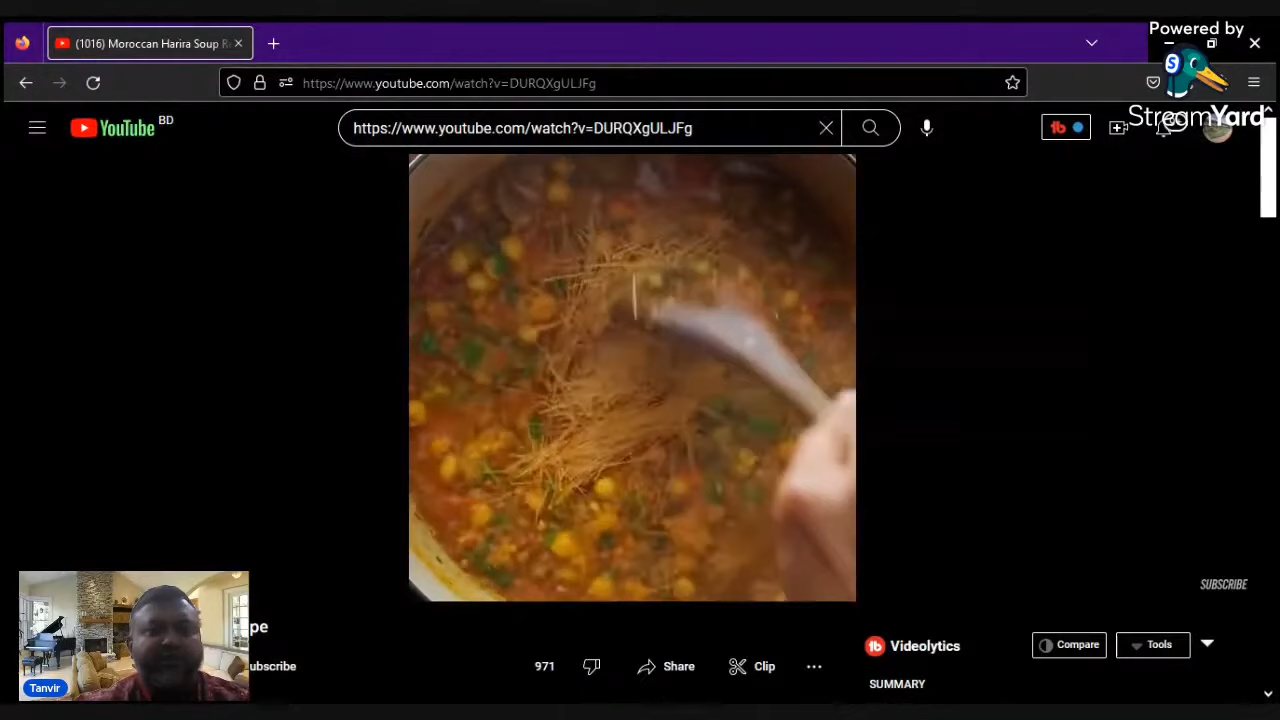 Powered by
StreamYard
(1016) Moroccan Harira Soup R
https://www.youtube.com/watch?v=DURQXgULJFg
YouTube BD
https://www.youtube.com/watch?v=DURQXgULJFg
SUBSCRIBE
pe
ubscribe
971
Share
Clip
Videolytics
Compare
Tools
SUMMARY
Tanvir